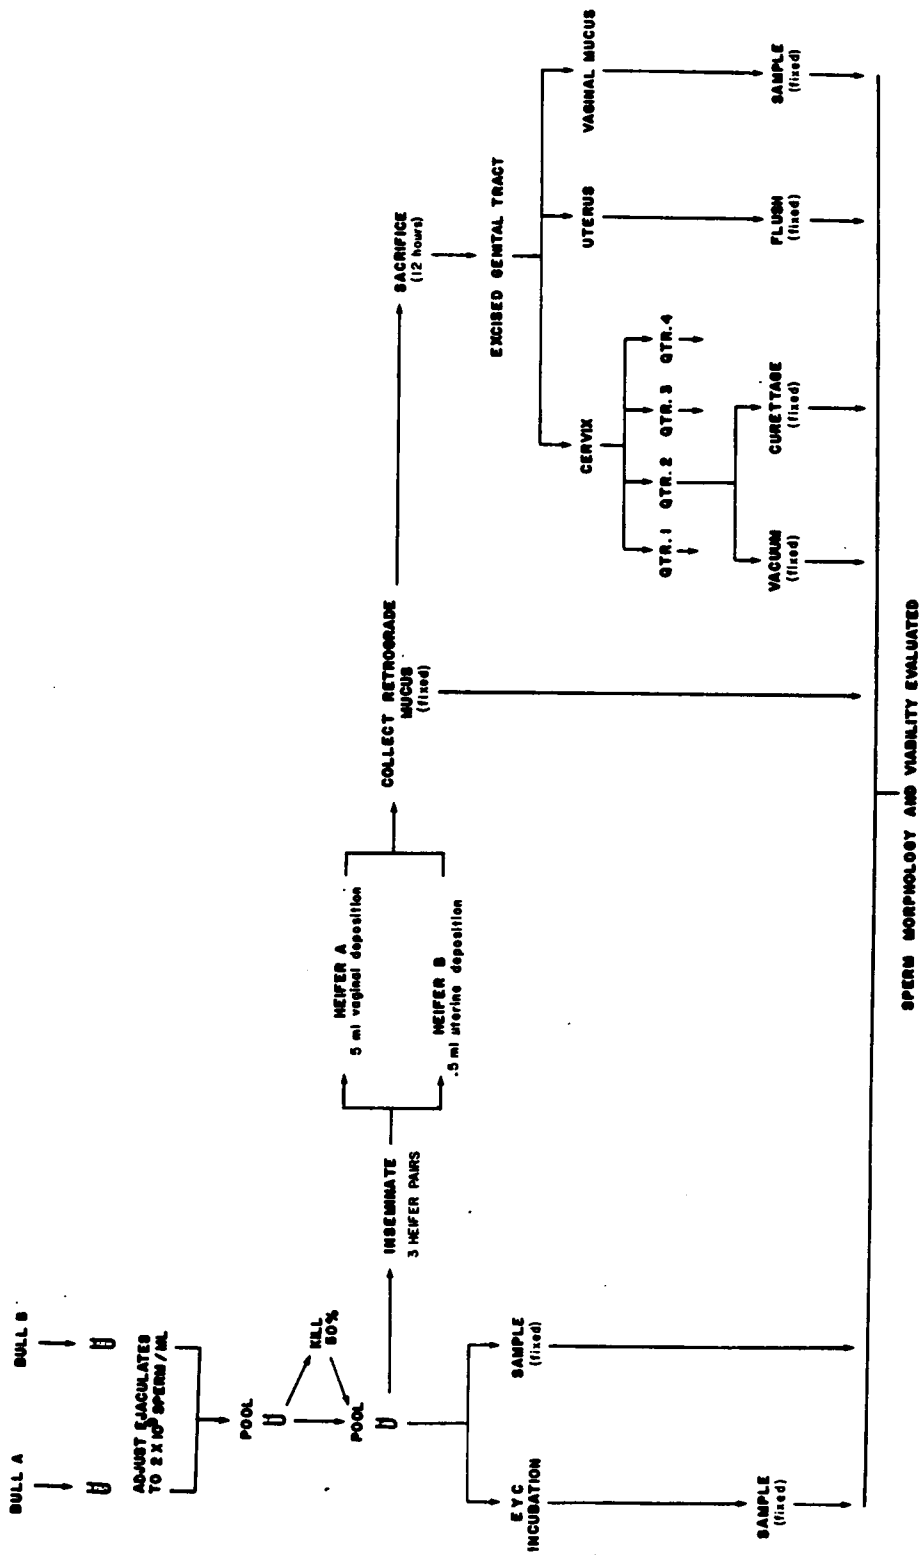 BULL A
BULL B
ADJUST EJACULATES
TO 2 X 10⁹ SPERM/ML
POOL
KILL
50%
POOL
EYC
INCUBATION
SAMPLE
(fixed)
SAMPLE
(fixed)
INSEMINATE
3 HEIFER PAIRS
HEIFER A
5 ml vaginal deposition
HEIFER B
.5 ml uterine deposition
COLLECT RETROGRADE
MUCUS
(fixed)
SACRIFICE
(12 hours)
EXCISED GENITAL TRACT
CERVIX
UTERUS
VAGINAL MUCUS
QTR. 1
QTR. 2
QTR. 3
QTR. 4
VACUUM
(fixed)
CURETTAGE
(fixed)
FLUSH
(fixed)
SAMPLE
(fixed)
SPERM MORPHOLOGY AND VIABILITY EVALUATED